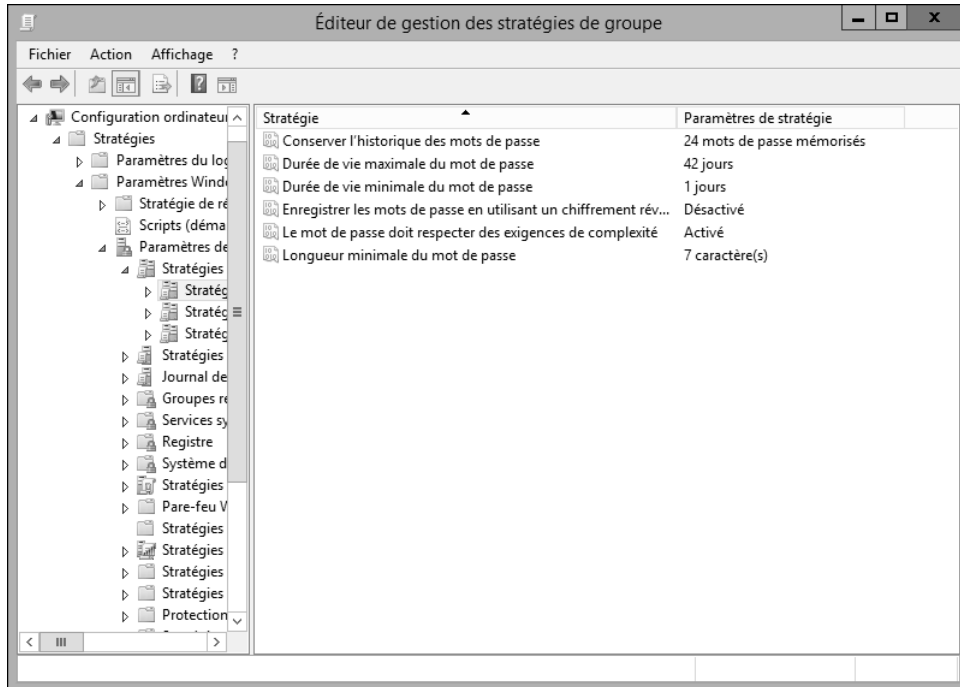 Éditeur de gestion des stratégies de groupe
Fichier Action Affichage ?
Configuration ordinateur
Stratégies
Paramètres du log
Paramètres Wind
Stratégie de ré
Scripts (déma
Paramètres de
Stratégies
Stratég
Stratég
Stratég
Stratégies
Journal de
Groupes re
Services sy
Registre
Système d
Stratégies
Pare-feu W
Stratégies
Stratégies
Stratégies
Stratégies
Protection
Stratégie Paramètres de stratégie
Conserver l'historique des mots de passe 24 mots de passe mémorisés
Durée de vie maximale du mot de passe 42 jours
Durée de vie minimale du mot de passe 1 jours
Enregistrer les mots de passe en utilisant un chiffrement rév... Désactivé
Le mot de passe doit respecter des exigences de complexité Activé
Longueur minimale du mot de passe 7 caractère(s)